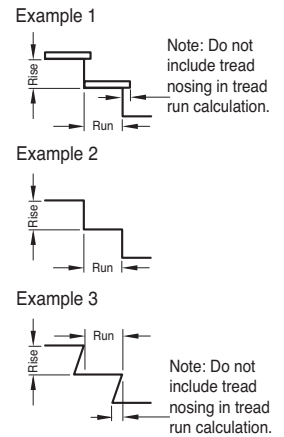 Example 1
Note: Do not
include tread
nosing in tread
run calculation.
Rise
Run
Example 2
Rise
Run
Example 3
Run
Rise
Note: Do not
include tread
nosing in tread
run calculation.